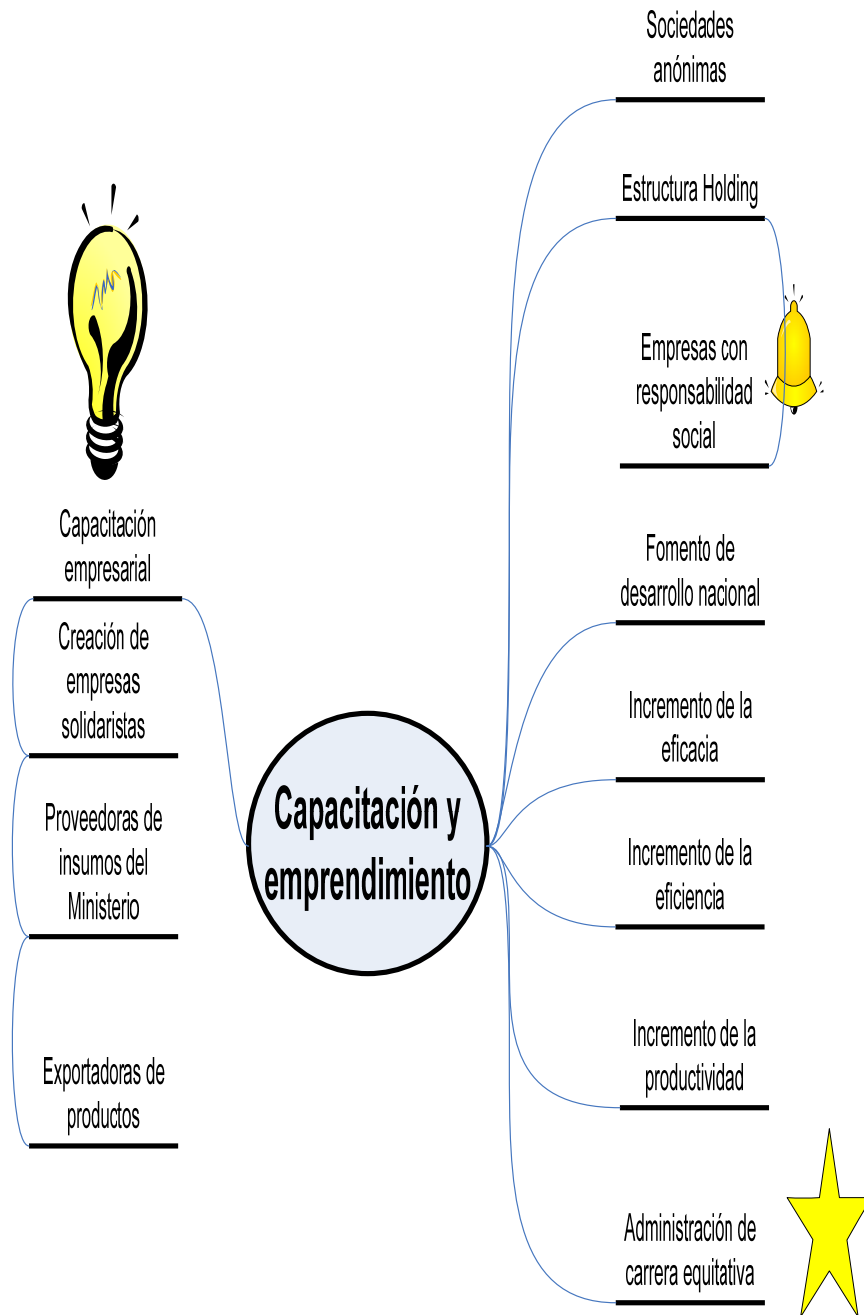 Sociedades
anónimas
Estructura Holding
Empresas con
responsabilidad
social
Fomento de
desarrollo nacional
Incremento de la
eficacia
Incremento de la
eficiencia
Incremento de la
productividad
Administración de
carrera equitativa
Capacitación y
emprendimiento
Capacitación
empresarial
Creación de
empresas
solidaristas
Proveedoras de
insumos del
Ministerio
Exportadoras de
productos